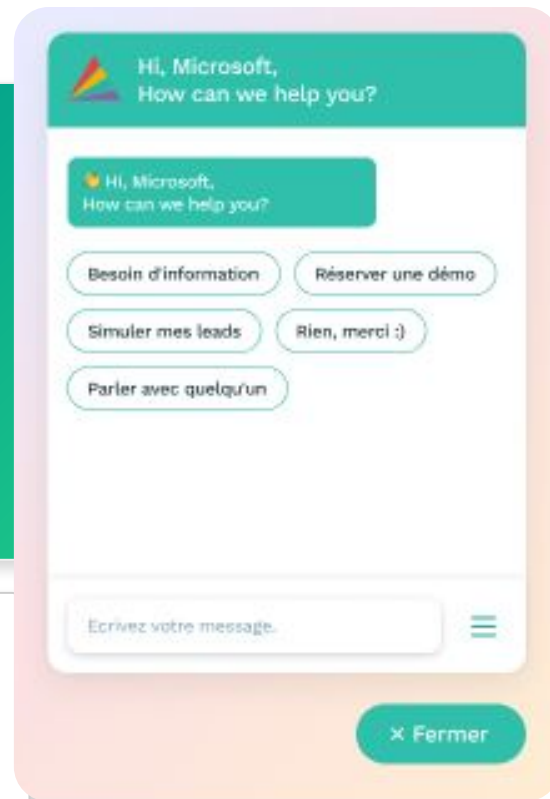 Hi, Microsoft,
How can we help you?
👋 Hi, Microsoft,
How can we help you?
Besoin d'information
Réserver une démo
Simuler mes leads
Rien, merci :)
Parler avec quelqu'un
Ecrivez votre message.
× Fermer